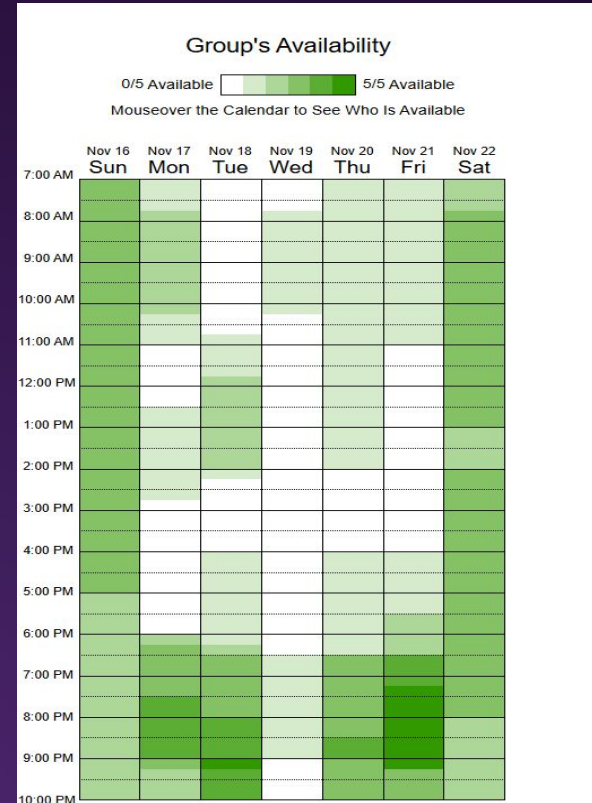 Group's Availability
0/5 Available 5/5 Available
Mouseover the Calendar to See Who Is Available
Nov 16 Nov 17 Nov 18 Nov 19 Nov 20 Nov 21 Nov 22
Sun Mon Tue Wed Thu Fri Sat
7:00 AM
8:00 AM
9:00 AM
10:00 AM
11:00 AM
12:00 PM
1:00 PM
2:00 PM
3:00 PM
4:00 PM
5:00 PM
6:00 PM
7:00 PM
8:00 PM
9:00 PM
10:00 PM